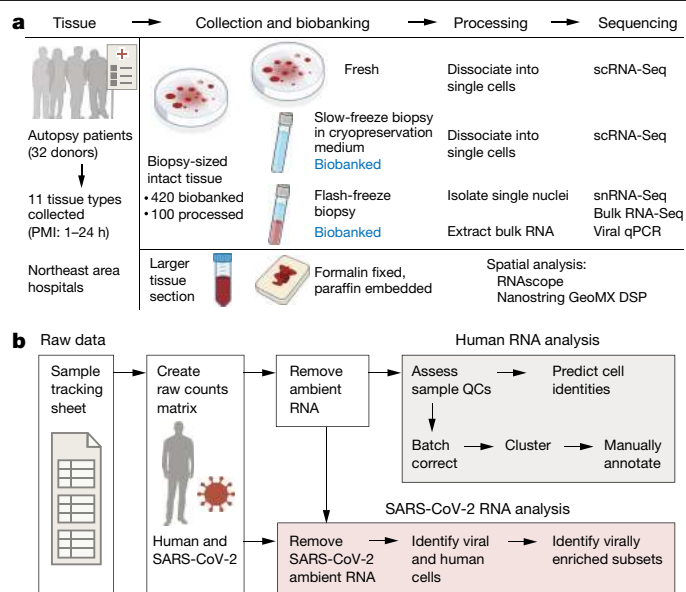 a Tissue Collection and biobanking Processing Sequencing
Autopsy patients
(32 donors)
11 tissue types
collected
(PMI: 1–24 h)
Northeast area
hospitals
Biopsy-sized
intact tissue
• 420 biobanked
• 100 processed
Fresh
Dissociate into
single cells
scRNA-Seq
Slow-freeze biopsy
in cryopreservation
medium
Biobanked
Dissociate into
single cells
scRNA-Seq
Flash-freeze
biopsy
Biobanked
Isolate single nuclei
Extract bulk RNA
snRNA-Seq
Bulk RNA-Seq
Viral qPCR
Larger
tissue
section
Formalin fixed,
paraffin embedded
Spatial analysis:
RNAscope
Nanostring GeoMX DSP
b Raw data
Human RNA analysis
Sample
tracking
sheet
Create
raw counts
matrix
Human and
SARS-CoV-2
Remove
ambient
RNA
Assess
sample QCs
Predict cell
identities
Batch
correct
Cluster
Manually
annotate
SARS-CoV-2 RNA analysis
Remove
SARS-CoV-2
ambient RNA
Identify viral
and human
cells
Identify virally
enriched subsets